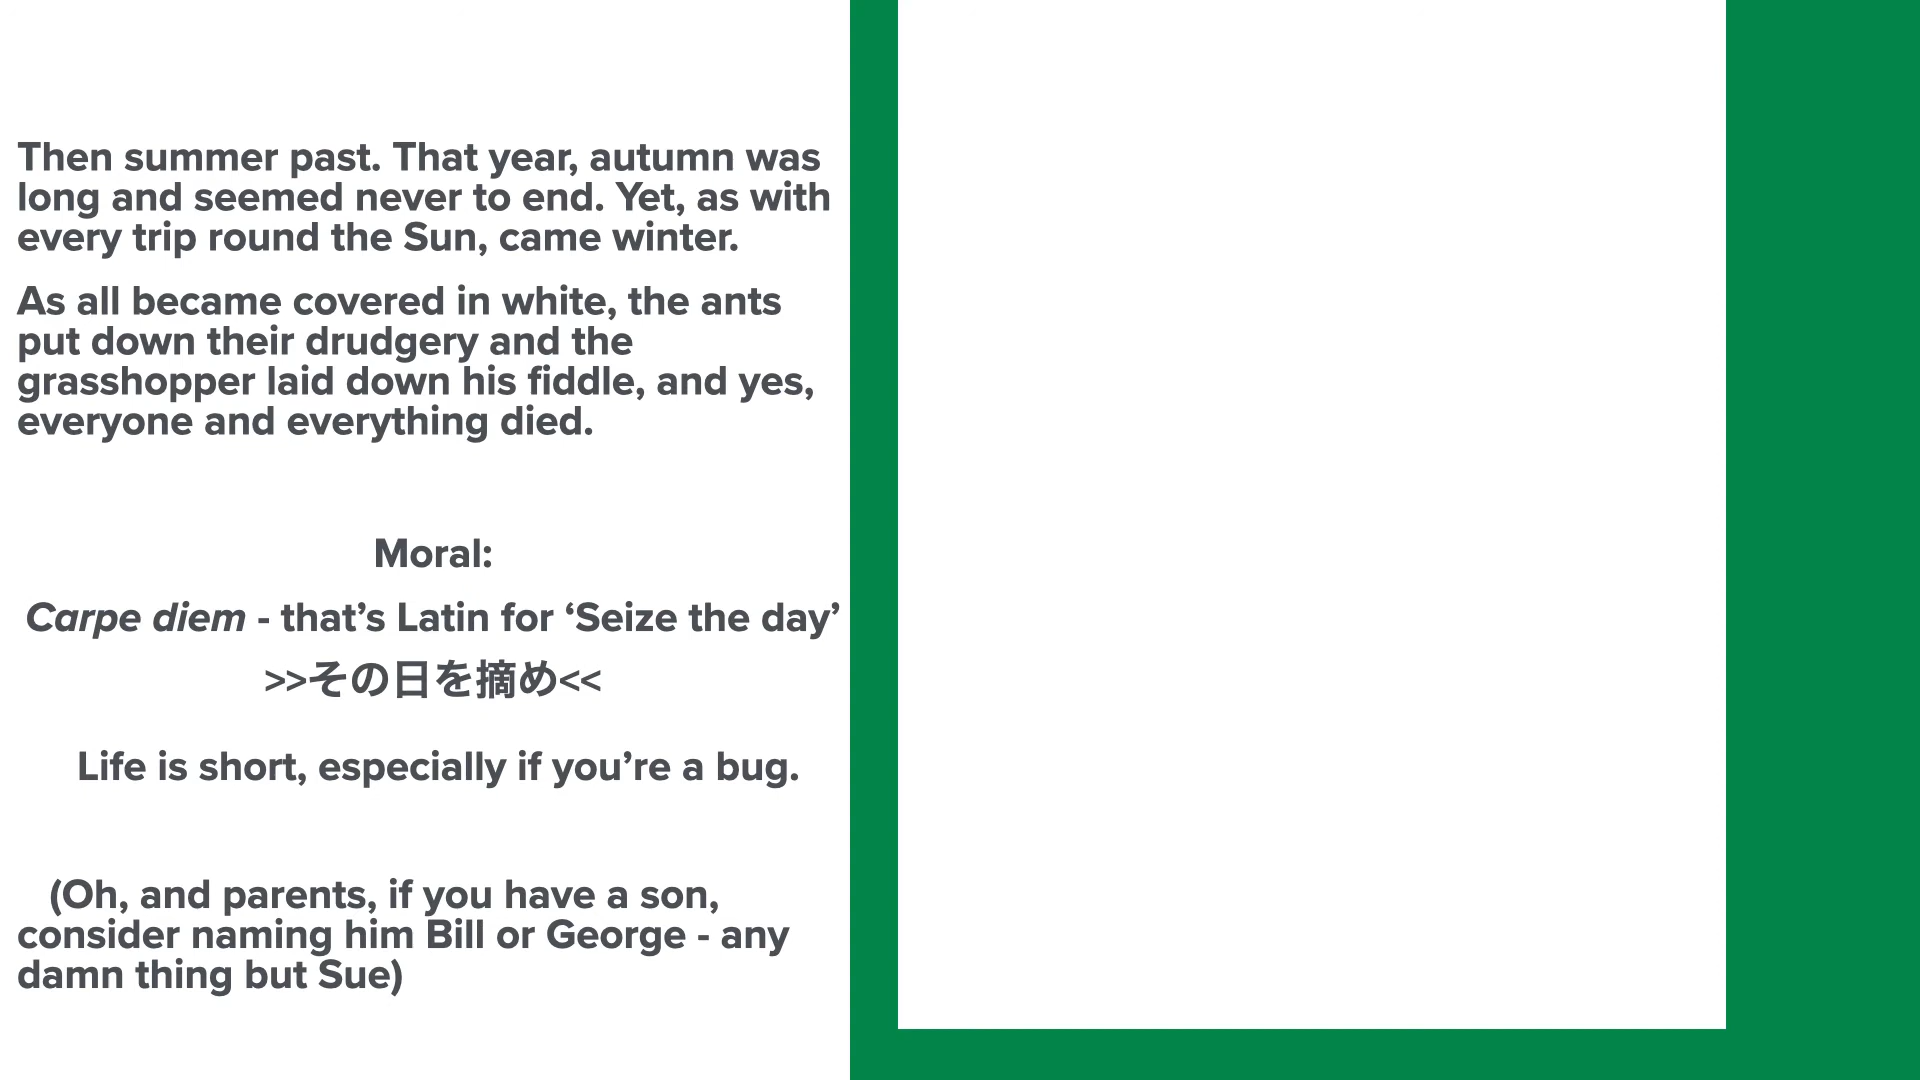 Then summer past. That year, autumn was
long and seemed never to end. Yet, as with
every trip round the Sun, came winter.
As all became covered in white, the ants
put down their drudgery and the
grasshopper laid down his fiddle, and yes,
everyone and everything died.
Moral:
Carpe diem - that’s Latin for ‘Seize the day’
>>その日を摘め<<
Life is short, especially if you’re a bug.
(Oh, and parents, if you have a son,
consider naming him Bill or George - any
damn thing but Sue)